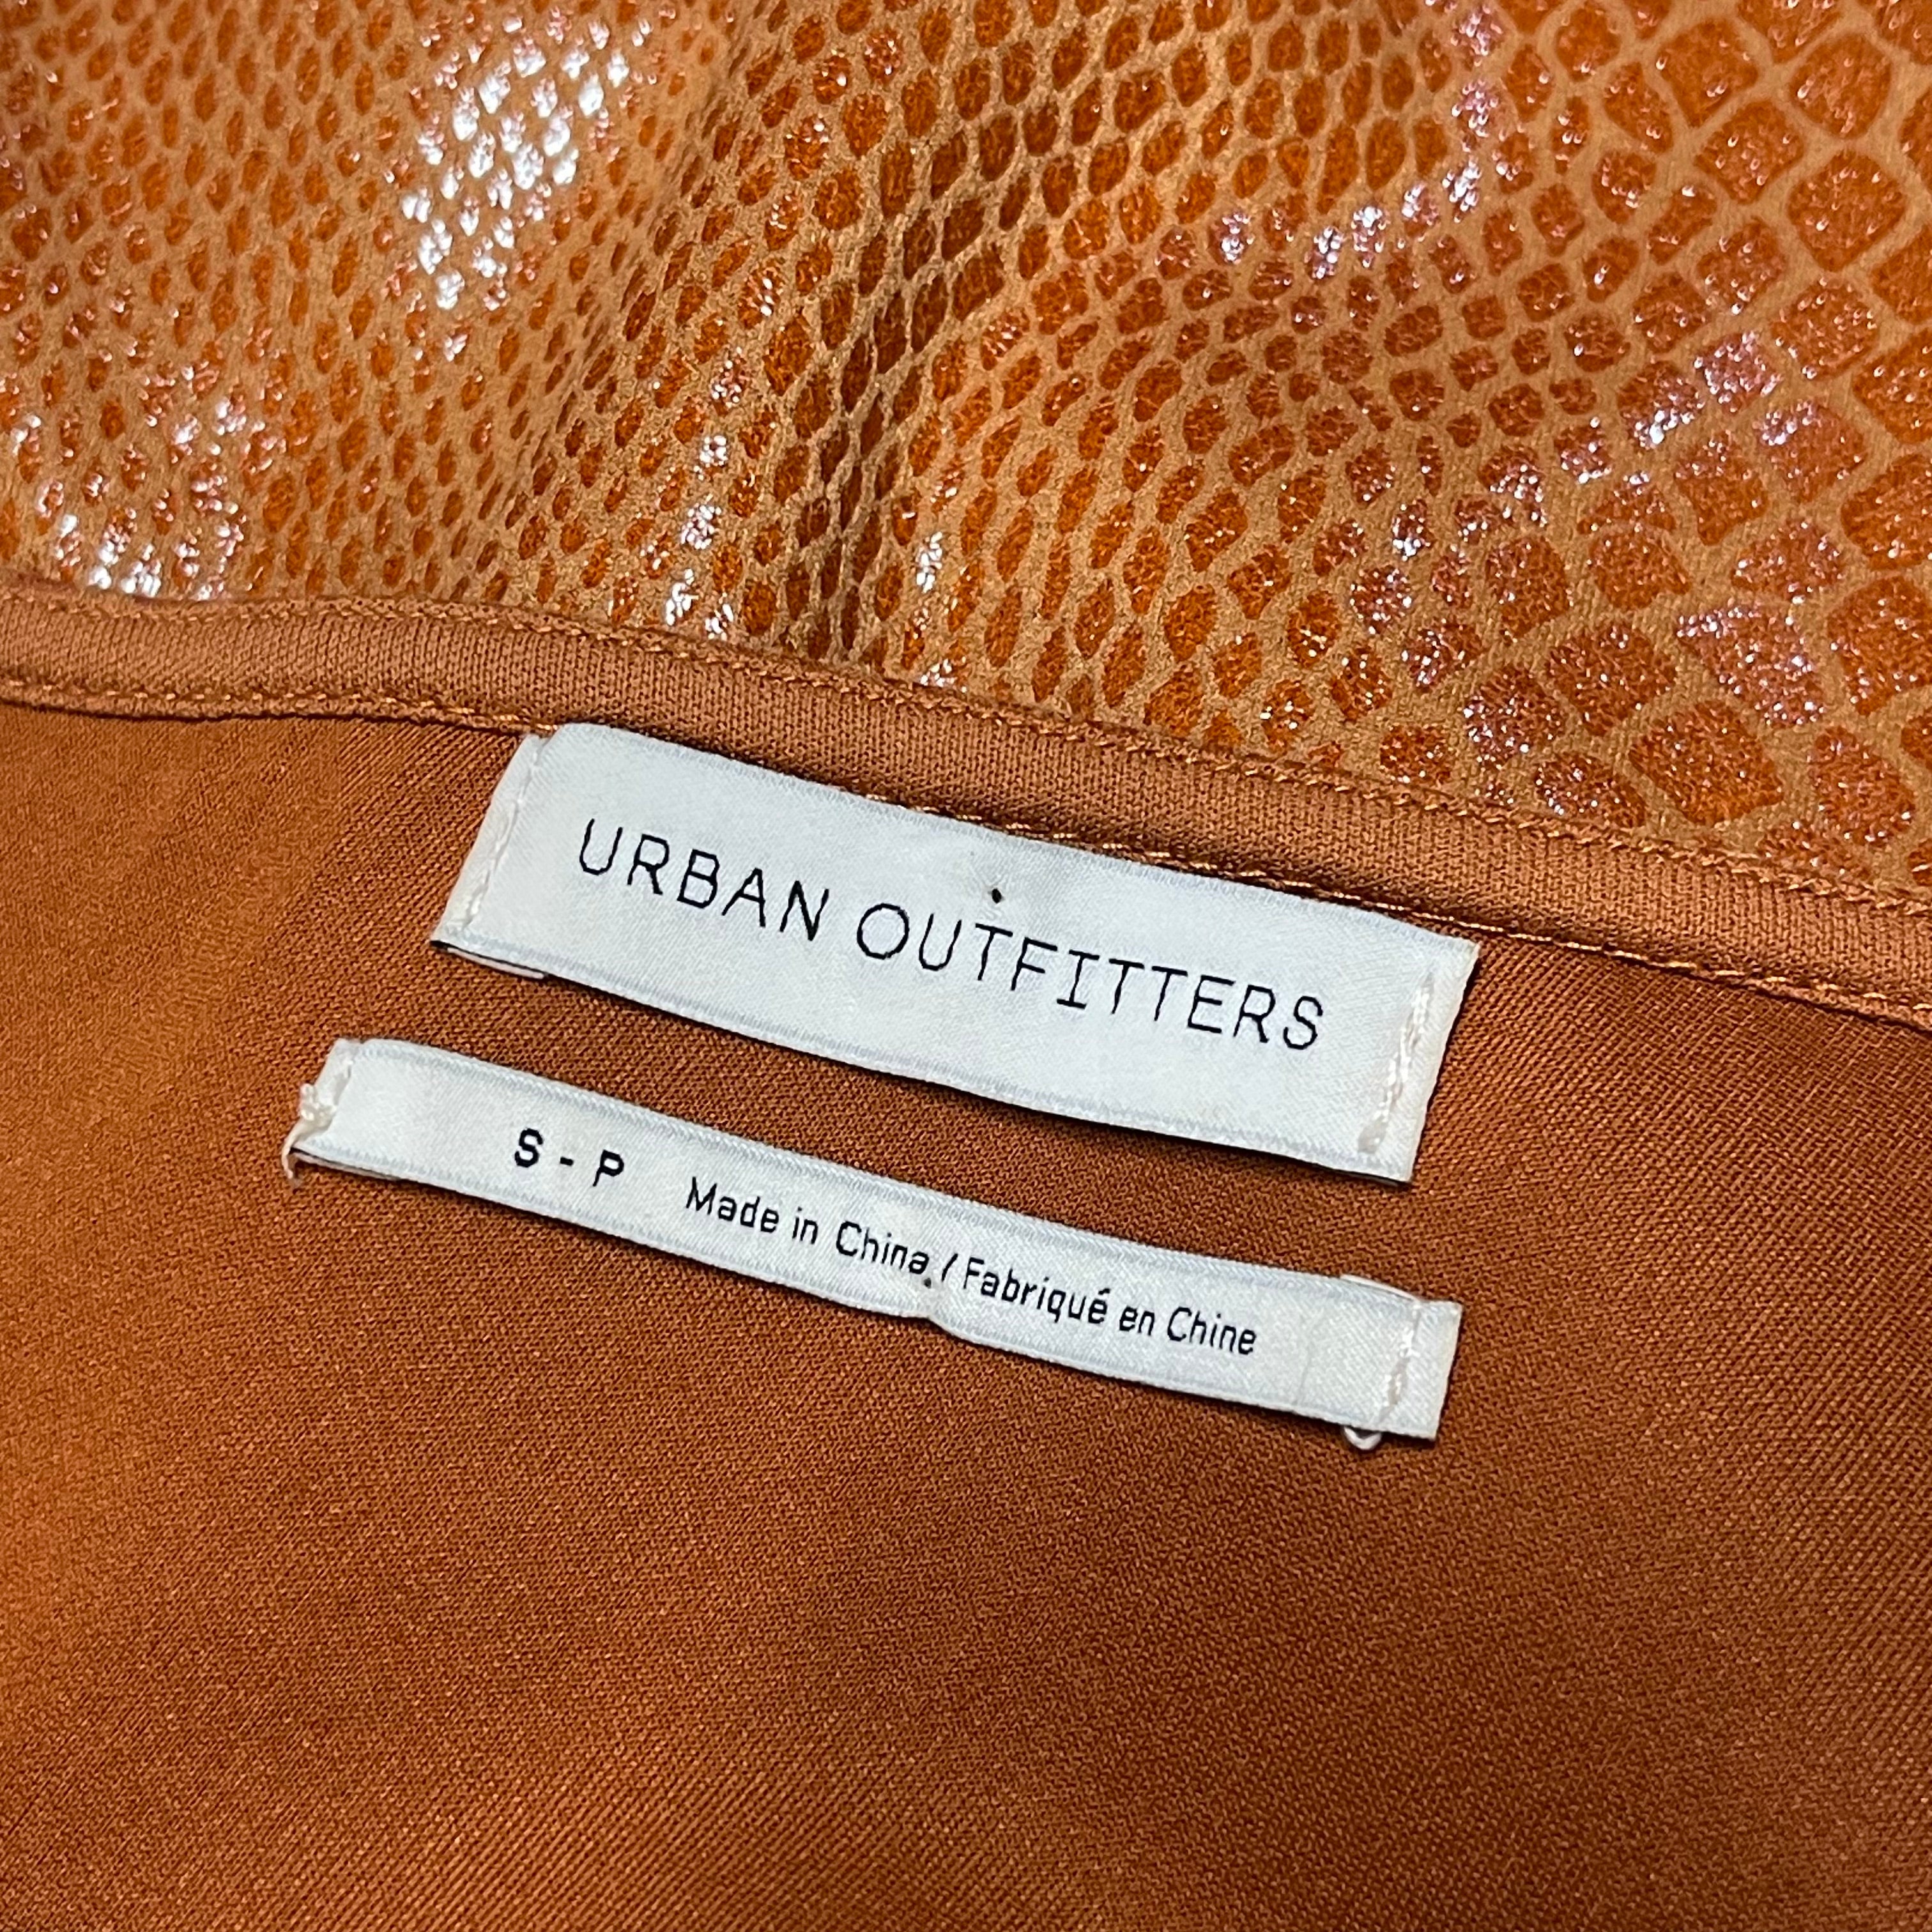 URBAN OUTFITTERS
S - P Made in China / Fabriqué en Chine